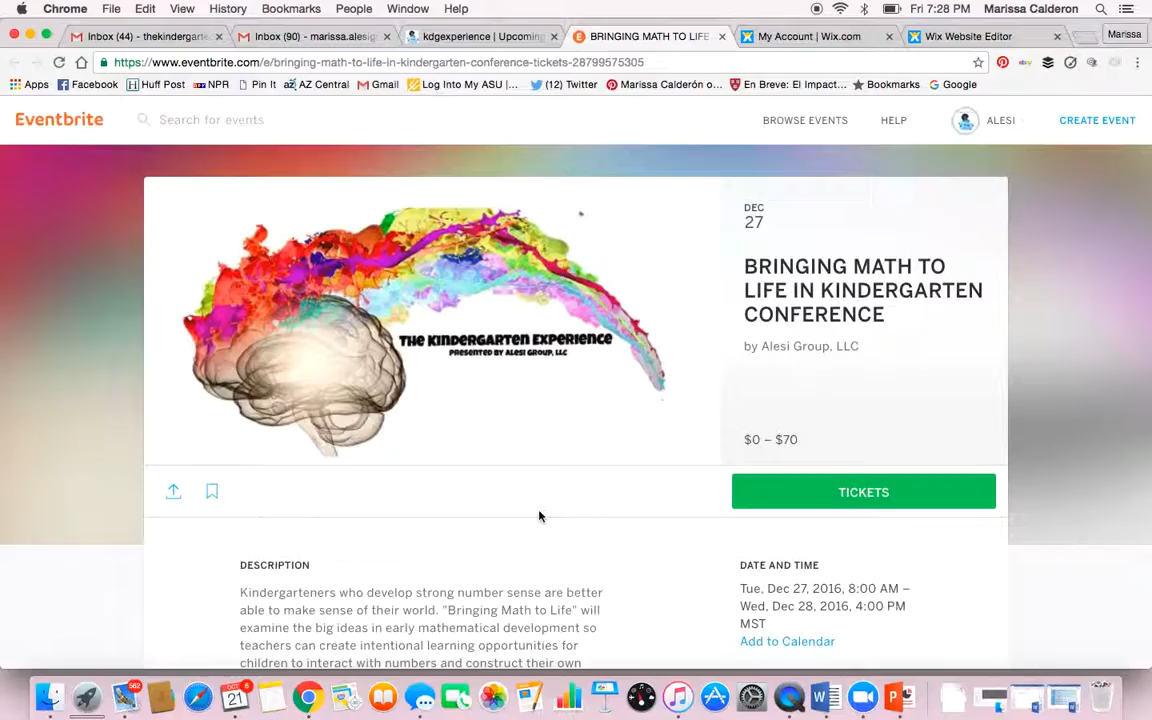 Chrome File Edit View History Bookmarks People Window Help Fri 7:28 PM Marissa Calderon
Inbox (44) - thekindergarte Inbox (90) - marissa.alesig kdgexperience | Upcoming BRINGING MATH TO LIFE My Account | Wix.com Wix Website Editor Marissa
https://www.eventbrite.com/e/bringing-math-to-life-in-kindergarten-conference-tickets-28799575305
Apps Facebook Huff Post NPR Pin It AZ Central Gmail Log Into My ASU |... (12) Twitter Marissa Calderón o... En Breve: El Impact... Bookmarks Google
Eventbrite Search for events BROWSE EVENTS HELP ALESI CREATE EVENT
DEC
27
BRINGING MATH TO
LIFE IN KINDERGARTEN
CONFERENCE
by Alesi Group, LLC
THE KINDERGARTEN EXPERIENCE
PRESENTED BY ALESI GROUP, LLC
$0 – $70
TICKETS
DESCRIPTION
Kindergarteners who develop strong number sense are better
able to make sense of their world. "Bringing Math to Life" will
examine the big ideas in early mathematical development so
teachers can create intentional learning opportunities for
children to interact with numbers and construct their own
DATE AND TIME
Tue, Dec 27, 2016, 8:00 AM –
Wed, Dec 28, 2016, 4:00 PM
MST
Add to Calendar
562
21
6